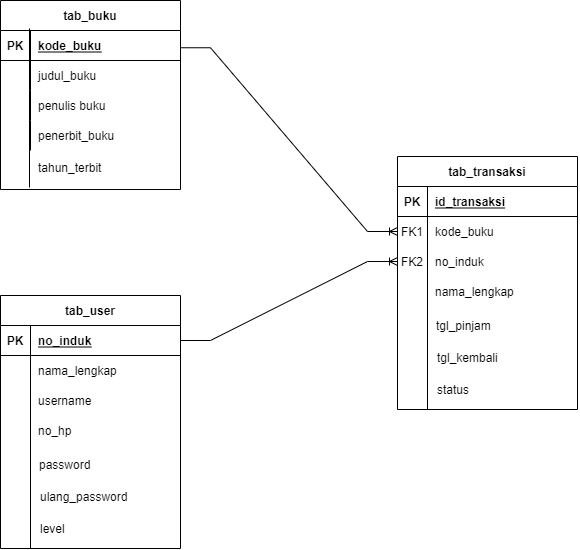 tab_buku
PK kode_buku
judul_buku
penulis buku
penerbit_buku
tahun_terbit
tab_transaksi
PK id_transaksi
FK1 kode_buku
FK2 no_induk
nama_lengkap
tgl_pinjam
tgl_kembali
status
tab_user
PK no_induk
nama_lengkap
username
no_hp
password
ulang_password
level